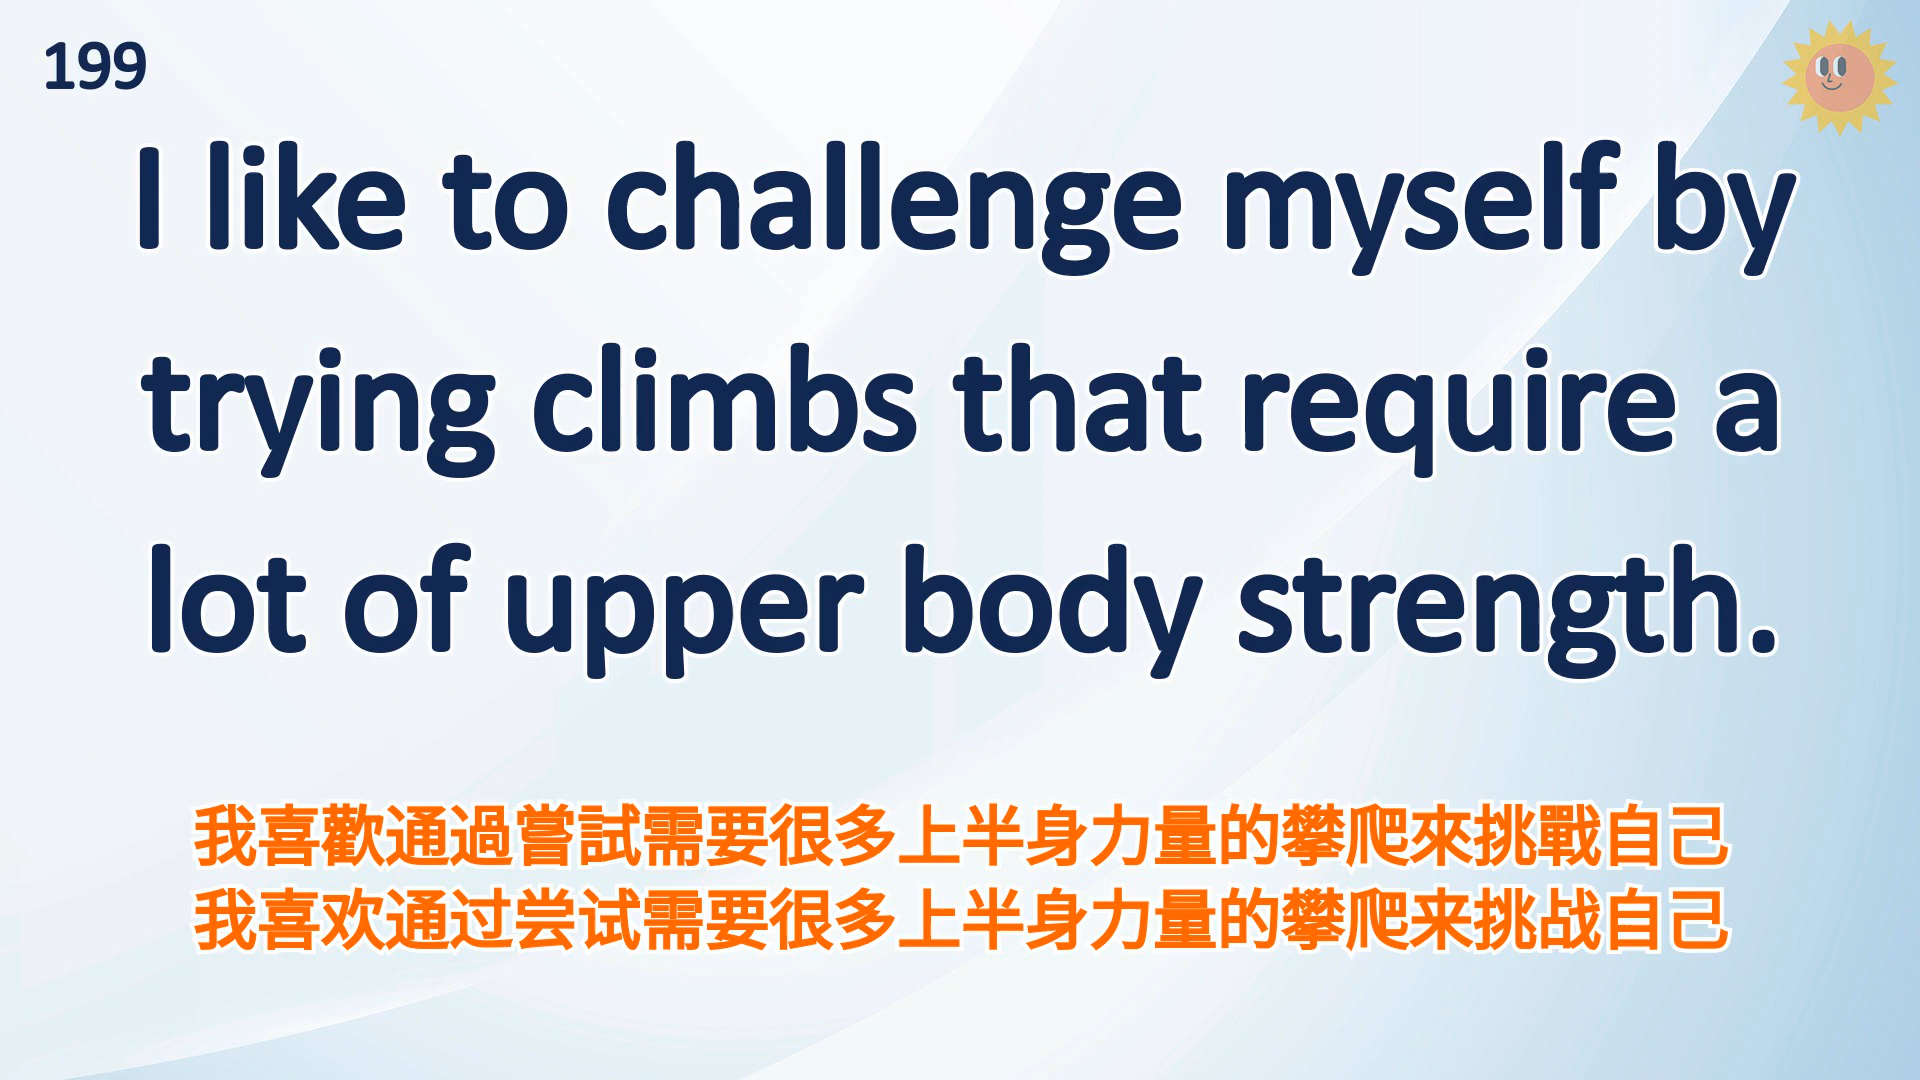 199
I like to challenge myself by
trying climbs that require a
lot of upper body strength.
我喜歡通過嘗試需要很多上半身力量的攀爬來挑戰自己
我喜欢通过尝试需要很多上半身力量的攀爬来挑战自己